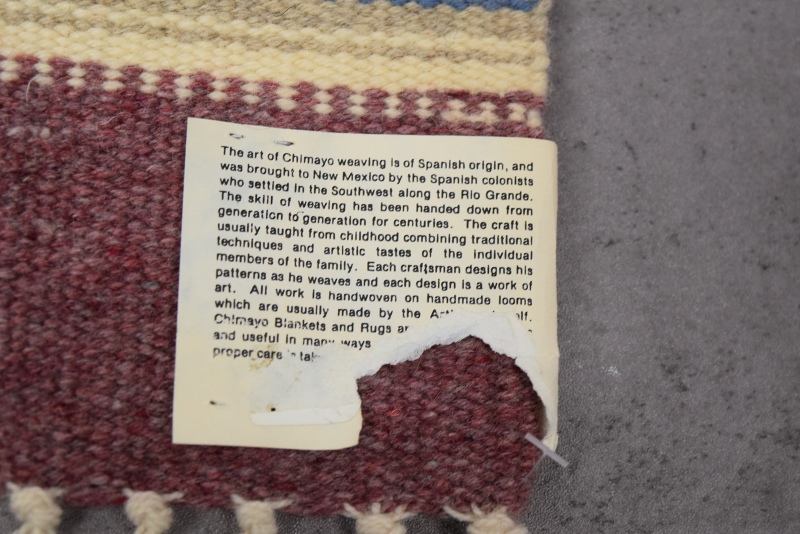 The art of Chimayo weaving is of Spanish origin, and
was brought to New Mexico by the Spanish colonists
who settled in the Southwest along the Rio Grande.
The skill of weaving has been handed down from
generation to generation for centuries. The craft is
usually taught from childhood combining traditional
techniques and artistic tastes of the individual
members of the family. Each craftsman designs his
patterns as he weaves and each design is a work of
art. All work is handwoven on handmade looms
which are usually made by the
Chimayo Blankets and Rugs
and useful in many ways
proper care is